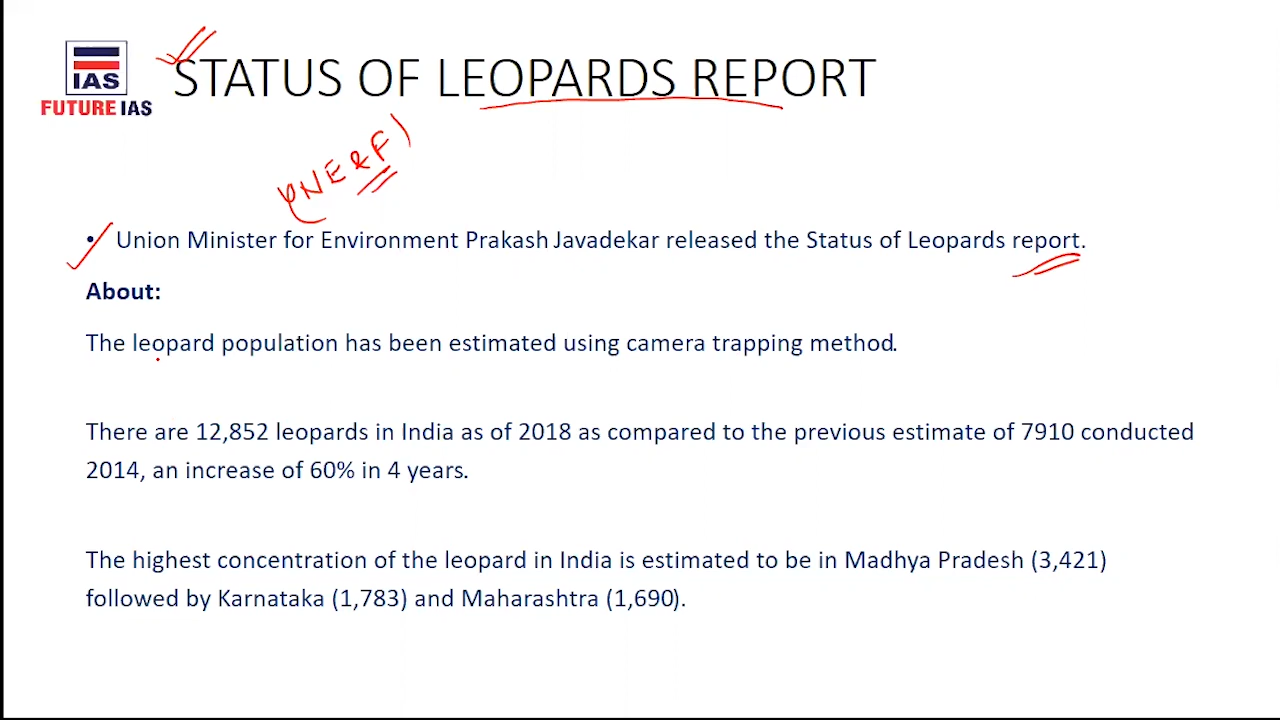 IAS
FUTURE IAS
STATUS OF LEOPARDS REPORT
NE & F)
• Union Minister for Environment Prakash Javadekar released the Status of Leopards report.
About:
The leopard population has been estimated using camera trapping method.
There are 12,852 leopards in India as of 2018 as compared to the previous estimate of 7910 conducted
2014, an increase of 60% in 4 years.
The highest concentration of the leopard in India is estimated to be in Madhya Pradesh (3,421)
followed by Karnataka (1,783) and Maharashtra (1,690).